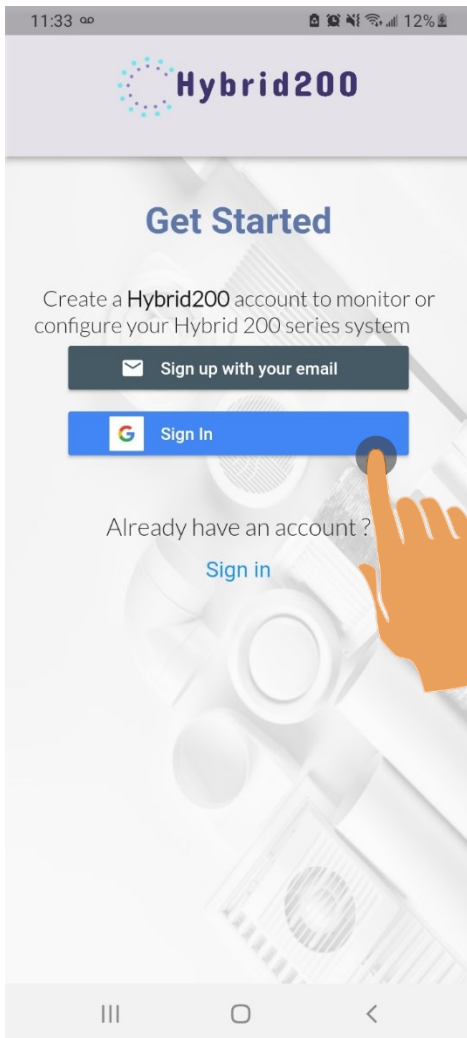 11:33
12%
Hybrid200
Get Started
Create a Hybrid200 account to monitor or
configure your Hybrid 200 series system
Sign up with your email
G Sign In
Already have an account ?
Sign in